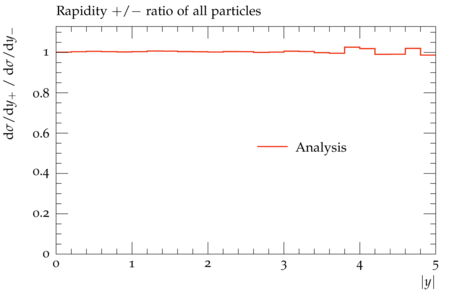 Rapidity +/− ratio of all particles
dσ/dy₊ / dσ/dy₋
1
0.8
0.6
0.4
0.2
0
Analysis
0 1 2 3 4 5
|y|